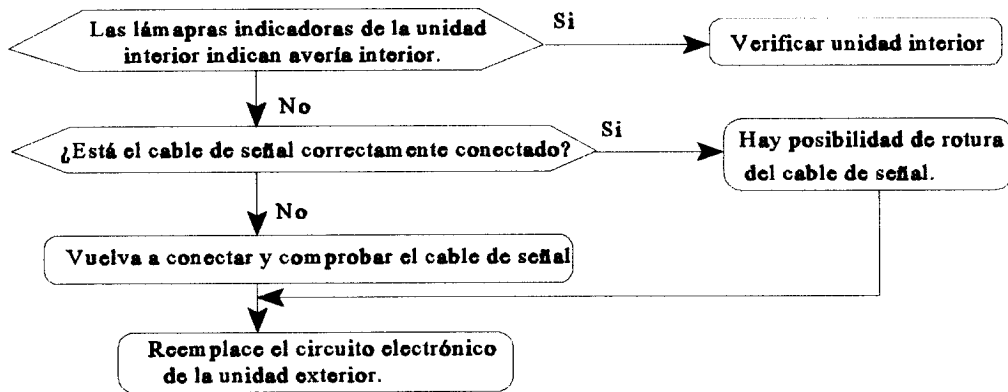 Las lámapras indicadoras de la unidad
interior indican avería interior.
Si
Verificar unidad interior
No
¿Está el cable de señal correctamente conectado?
Si
Hay posibilidad de rotura
del cable de señal.
No
Vuelva a conectar y comprobar el cable de señal
Reemplace el circuito electrónico
de la unidad exterior.